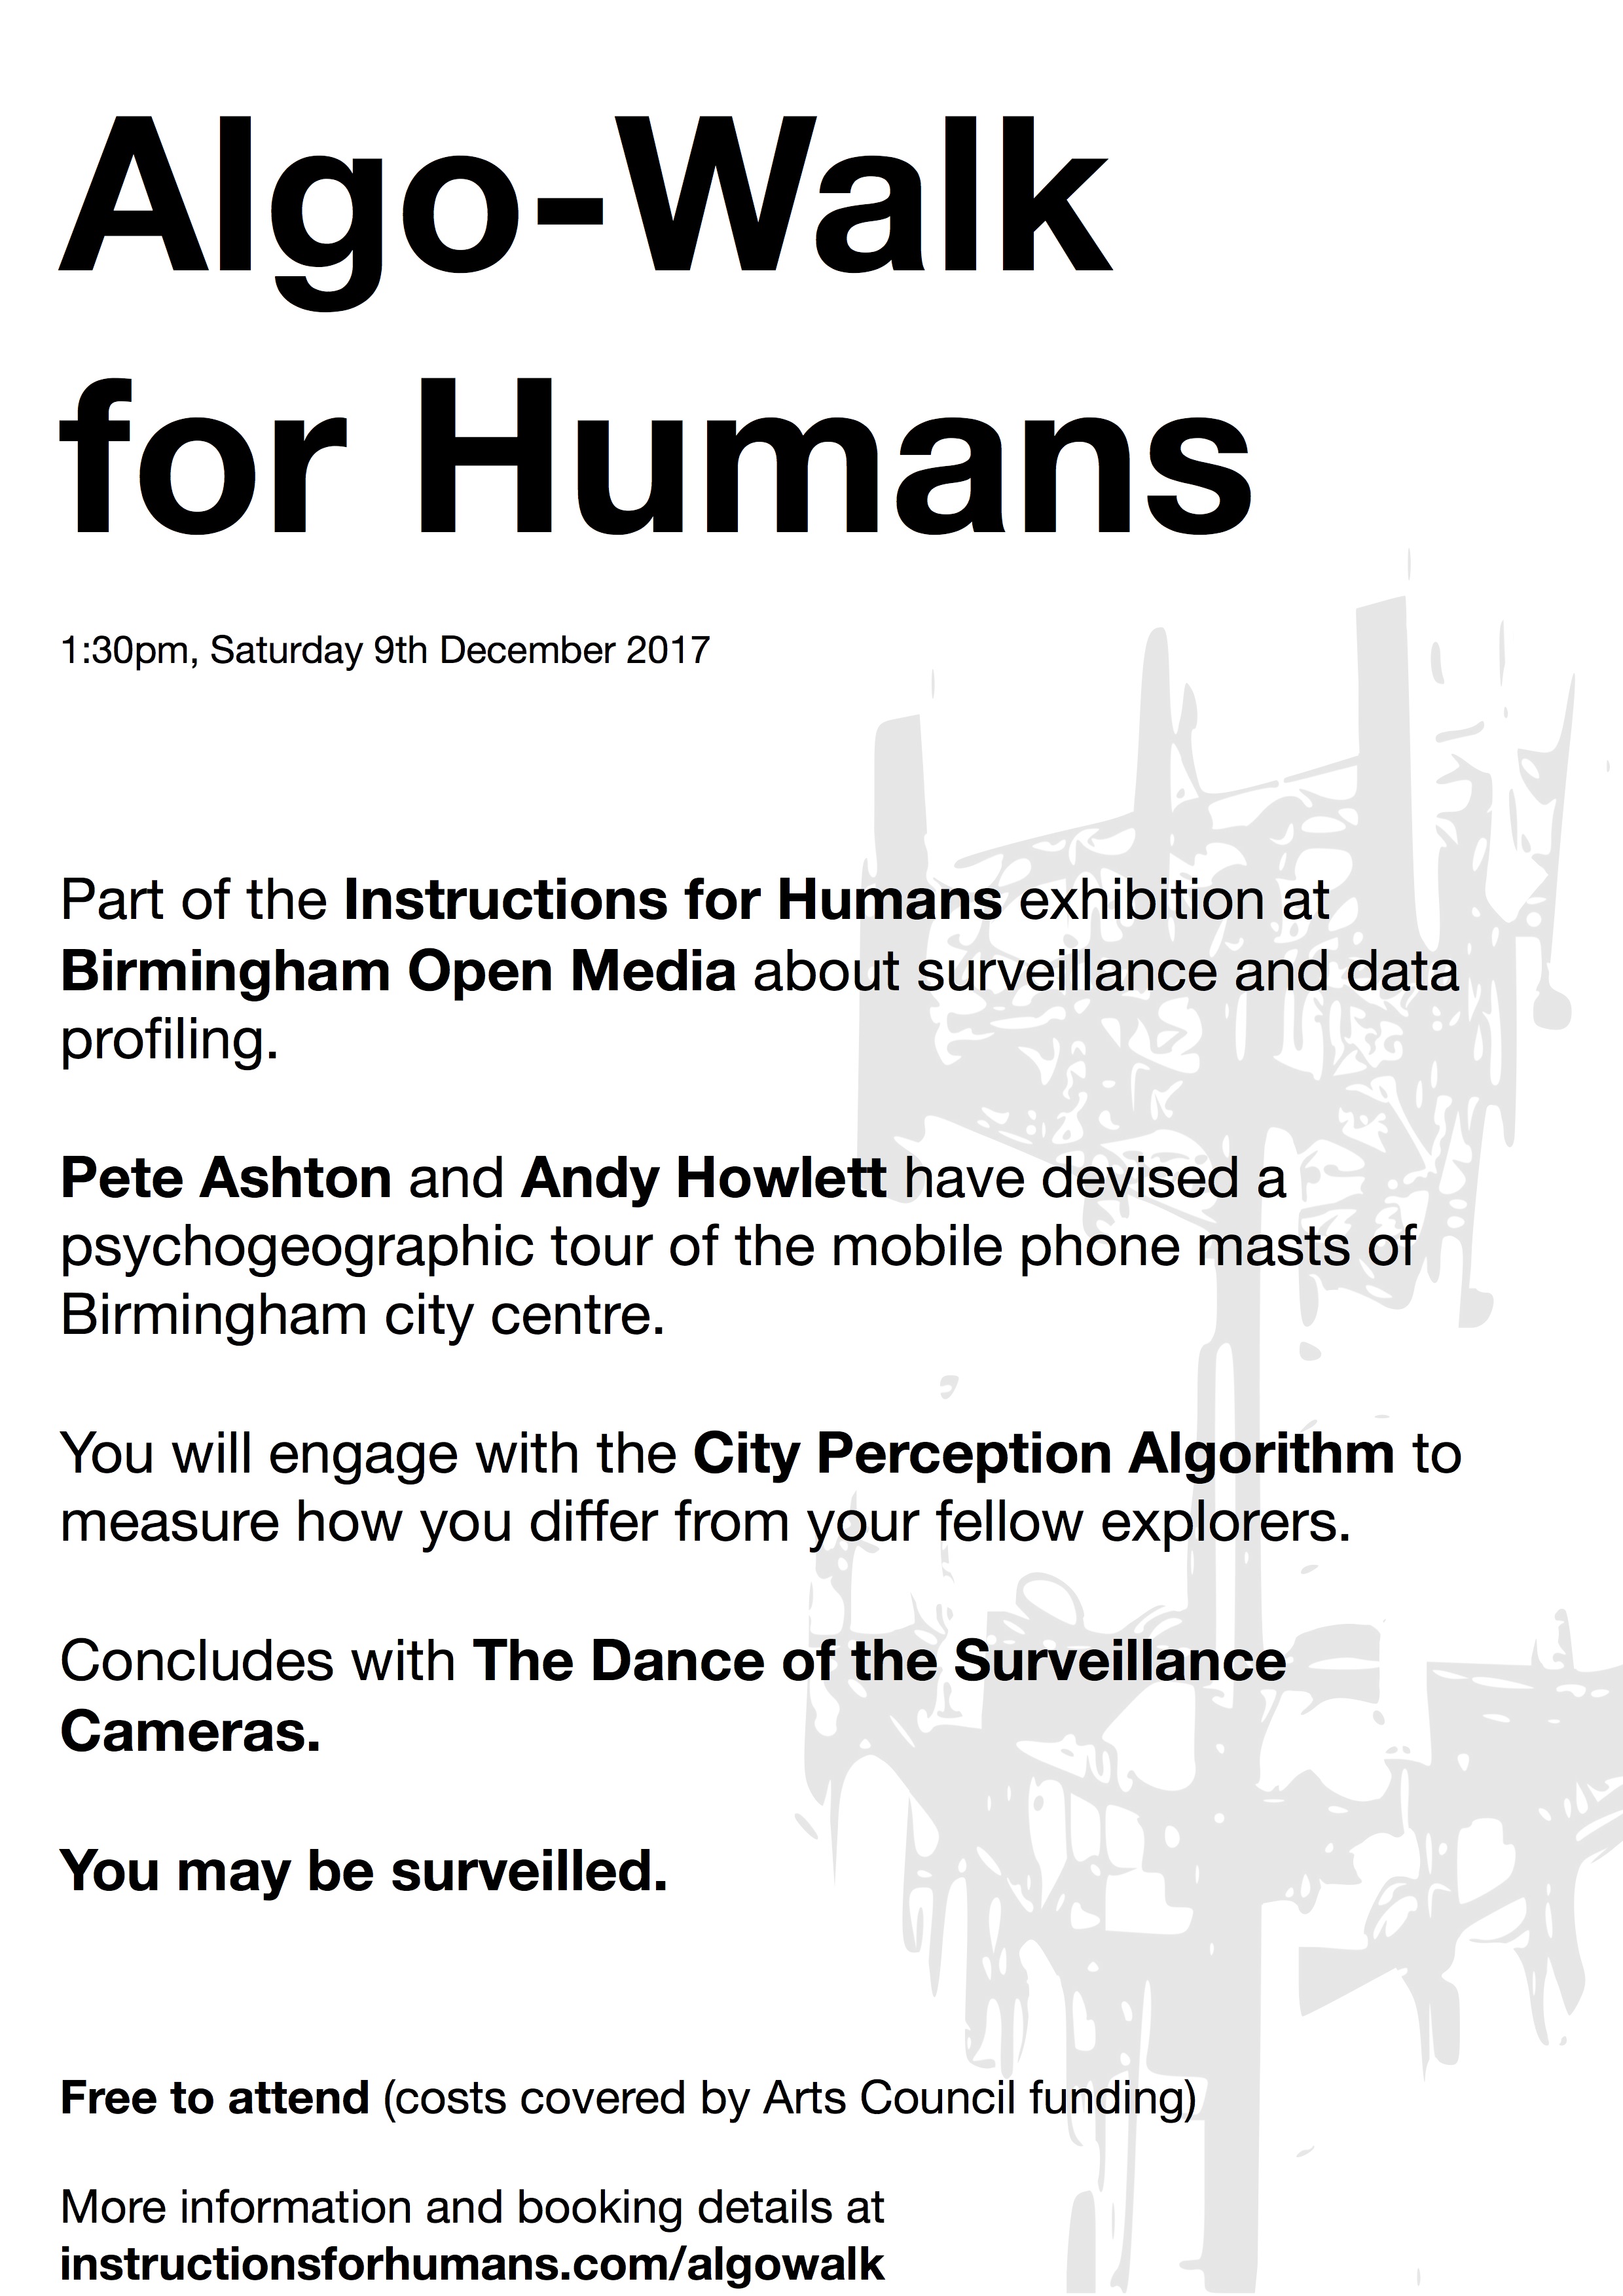 Algo-Walk
for Humans
1:30pm, Saturday 9th December 2017
Part of the Instructions for Humans exhibition at
Birmingham Open Media about surveillance and data
profiling.
Pete Ashton and Andy Howlett have devised a
psychogeographic tour of the mobile phone masts of
Birmingham city centre.
You will engage with the City Perception Algorithm to
measure how you differ from your fellow explorers.
Concludes with The Dance of the Surveillance
Cameras.
You may be surveilled.
Free to attend (costs covered by Arts Council funding)
More information and booking details at
instructionsforhumans.com/algowalk